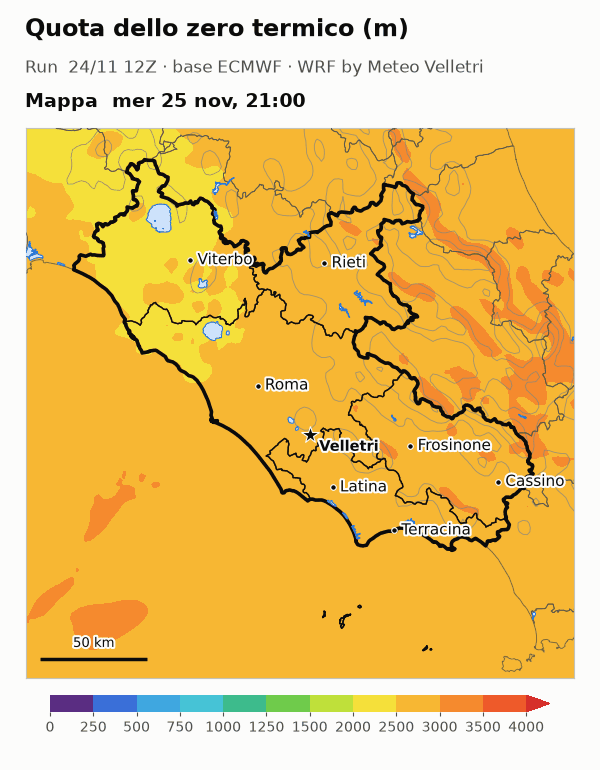 Quota dello zero termico (m)
Run  24/11 12Z · base ECMWF · WRF by Meteo Velletri
Mappa  mer 25 nov, 21:00
Viterbo
Rieti
Roma
Velletri
Frosinone
Latina
Cassino
Terracina
50 km
0 250 500 750 1000 1250 1500 2000 2500 3000 3500 4000